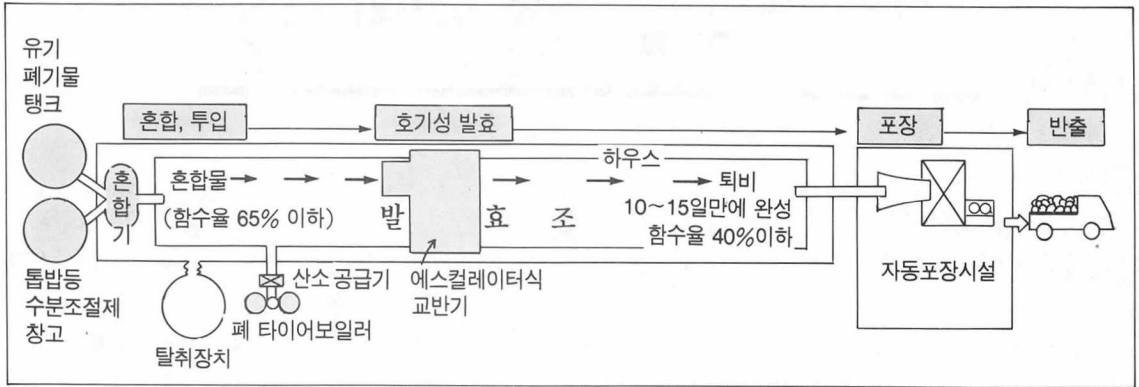 유기
폐기물
탱크
혼합, 투입
호기성 발효
포장
반출
혼합기
혼합물
(함수율 65% 이하)
하우스
퇴비
10~15일만에 완성
함수율 40%이하
발 효 조
톱밥등
수분조절제
창고
탈취장치
산소 공급기
폐 타이어보일러
에스컬레이터식
교반기
자동포장시설